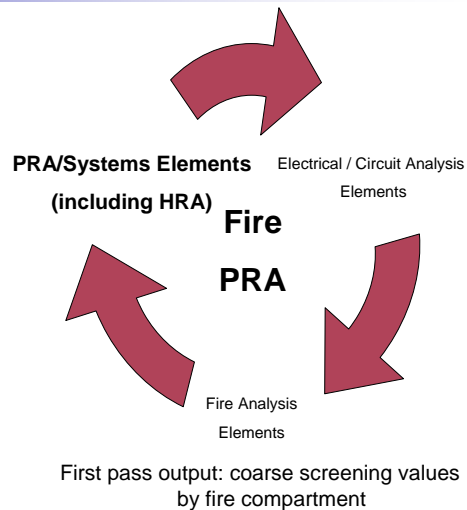 PRA/Systems Elements
(including HRA)
Electrical / Circuit Analysis
Elements
Fire
PRA
Fire Analysis
Elements
First pass output: coarse screening values
by fire compartment